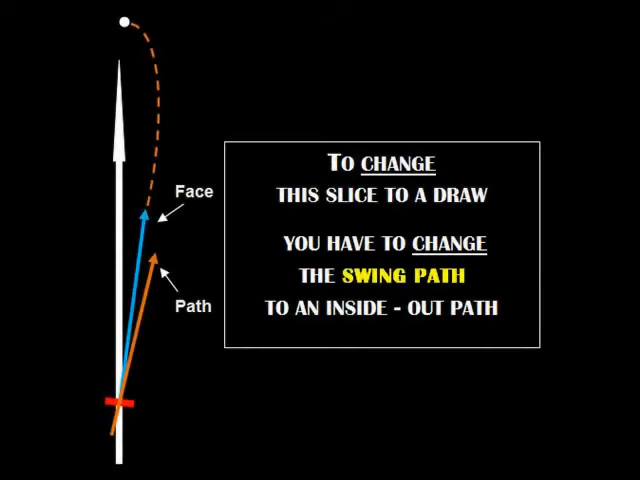 Face
Path
TO CHANGE
THIS SLICE TO A DRAW
YOU HAVE TO CHANGE
THE SWING PATH
TO AN INSIDE - OUT PATH